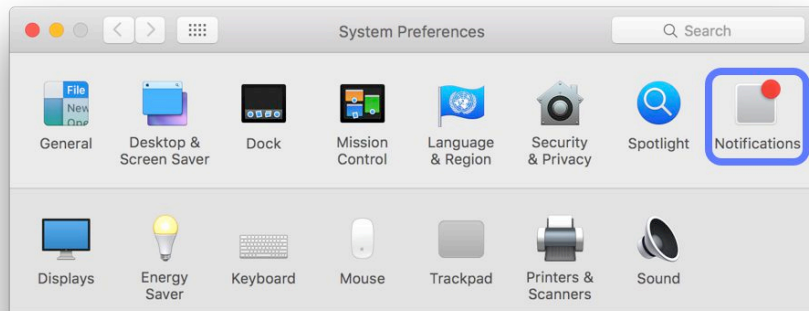 System Preferences
Search
File
New
General
Desktop &
Screen Saver
Dock
Mission
Control
Language
& Region
Security
& Privacy
Spotlight
Notifications
Displays
Energy
Saver
Keyboard
Mouse
Trackpad
Printers &
Scanners
Sound